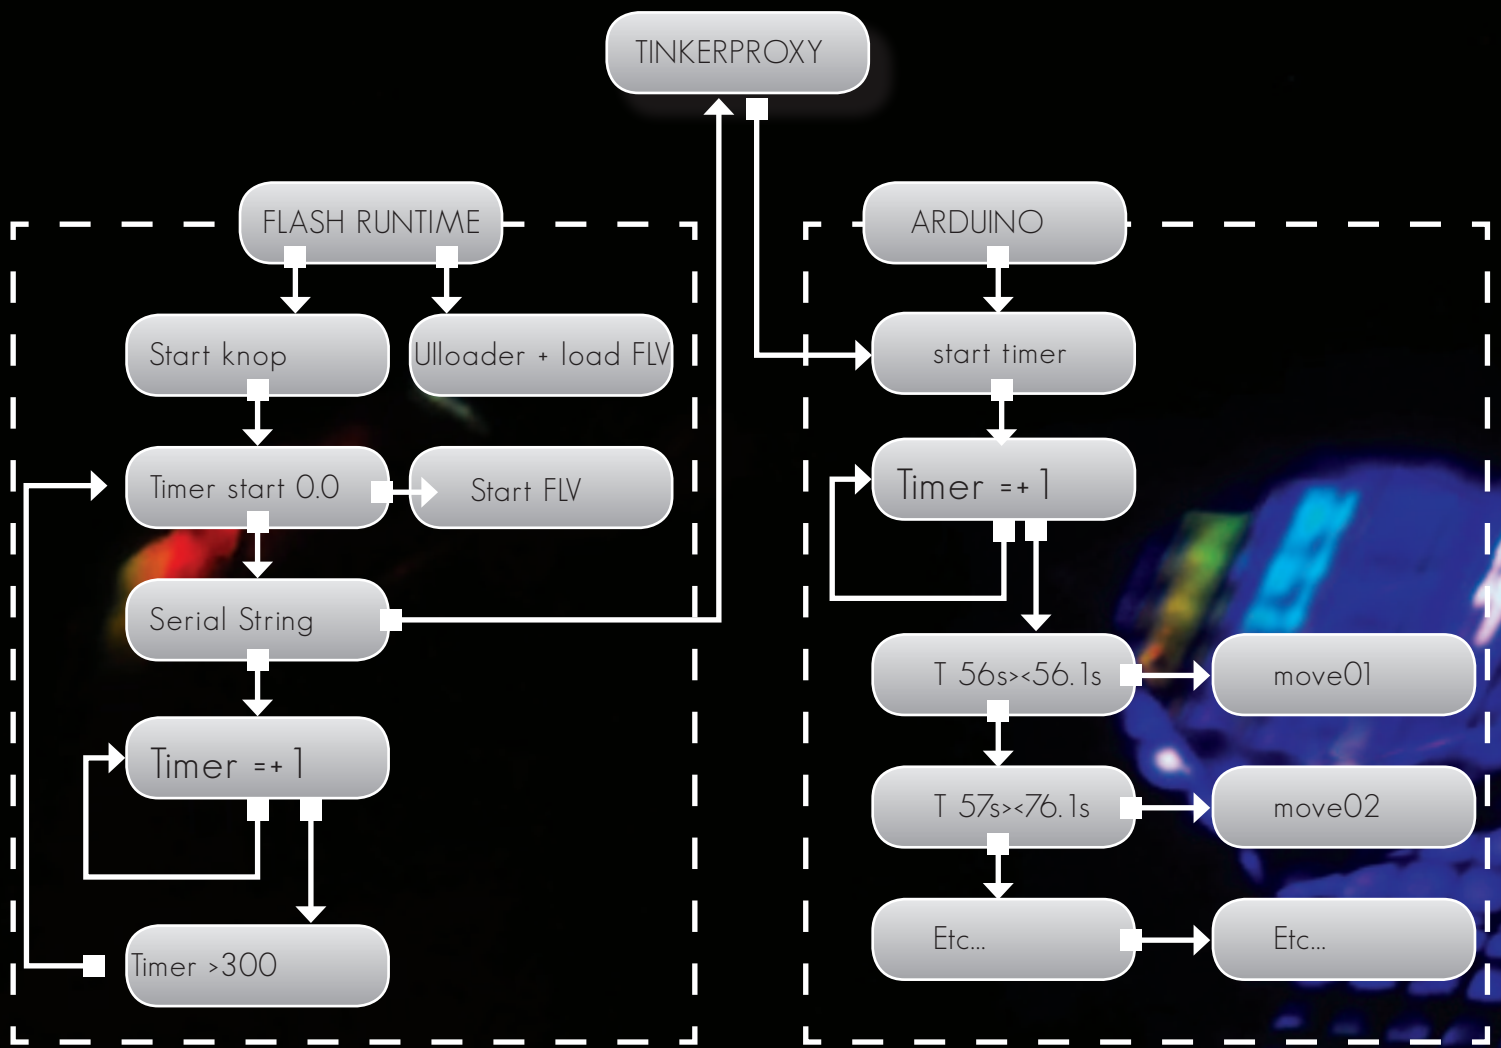 TINKERPROXY
FLASH RUNTIME
Start knop
UIloader + load FLV
Timer start 0.0
Start FLV
Serial String
Timer =+1
Timer >300
ARDUINO
start timer
Timer =+1
T 56s><56.1s
move01
T 57s><76.1s
move02
Etc...
Etc...